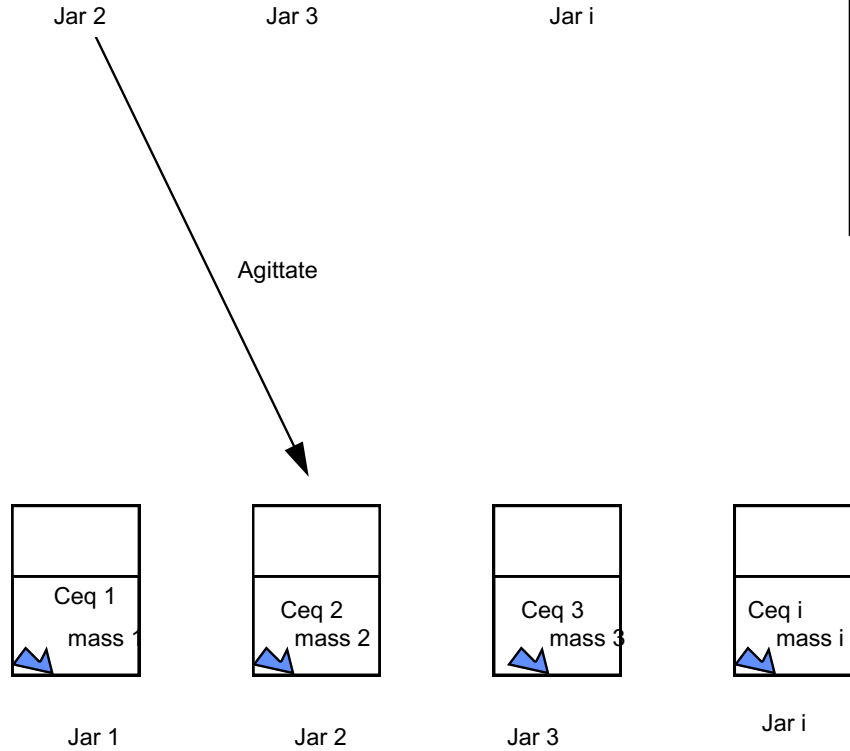 Jar 2 Jar 3 Jar i
Agittate
Ceq 1 Ceq 2 Ceq 3 Ceq i
mass 1 mass 2 mass 3 mass i
Jar 1 Jar 2 Jar 3 Jar i